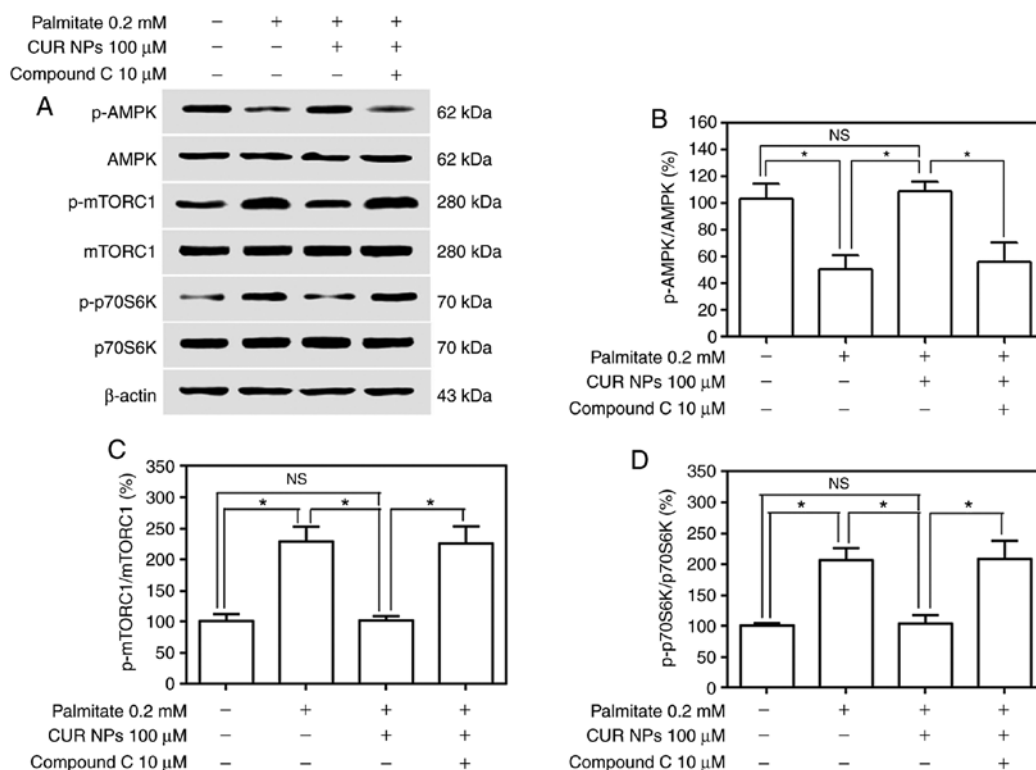 Palmitate 0.2 mM – + + +
CUR NPs 100 µM – – + +
Compound C 10 µM – – – +
A
p-AMPK 62 kDa
AMPK 62 kDa
p-mTORC1 280 kDa
mTORC1 280 kDa
p-p70S6K 70 kDa
p70S6K 70 kDa
β-actin 43 kDa
B
p-AMPK/AMPK (%)
160
140
120
100
80
60
40
20
0
NS
* * *
Palmitate 0.2 mM – + + +
CUR NPs 100 µM – – + +
Compound C 10 µM – – – +
C
p-mTORC1/mTORC1 (%)
350
300
250
200
150
100
50
0
NS
* * *
Palmitate 0.2 mM – + + +
CUR NPs 100 µM – – + +
Compound C 10 µM – – – +
D
p-p70S6K/p70S6K (%)
350
300
250
200
150
100
50
0
NS
* * *
Palmitate 0.2 mM – + + +
CUR NPs 100 µM – – + +
Compound C 10 µM – – – +